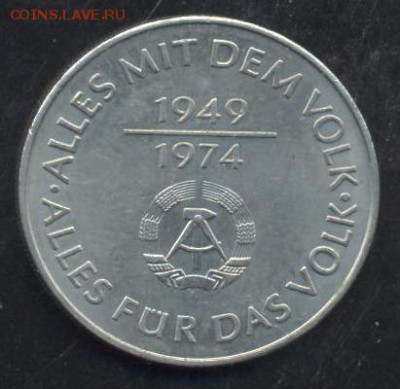 COINS.LAVE.RU
· ALLES MIT DEM VOLK ·
1949
1974
ALLES FÜR DAS VOLK